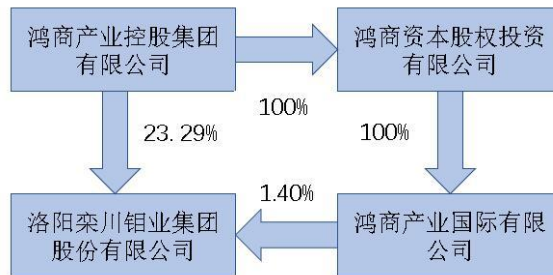 鸿商产业控股集团
有限公司
鸿商资本股权投资
有限公司
100%
23.29%
100%
1.40%
洛阳栾川钼业集团
股份有限公司
鸿商产业国际有限
公司